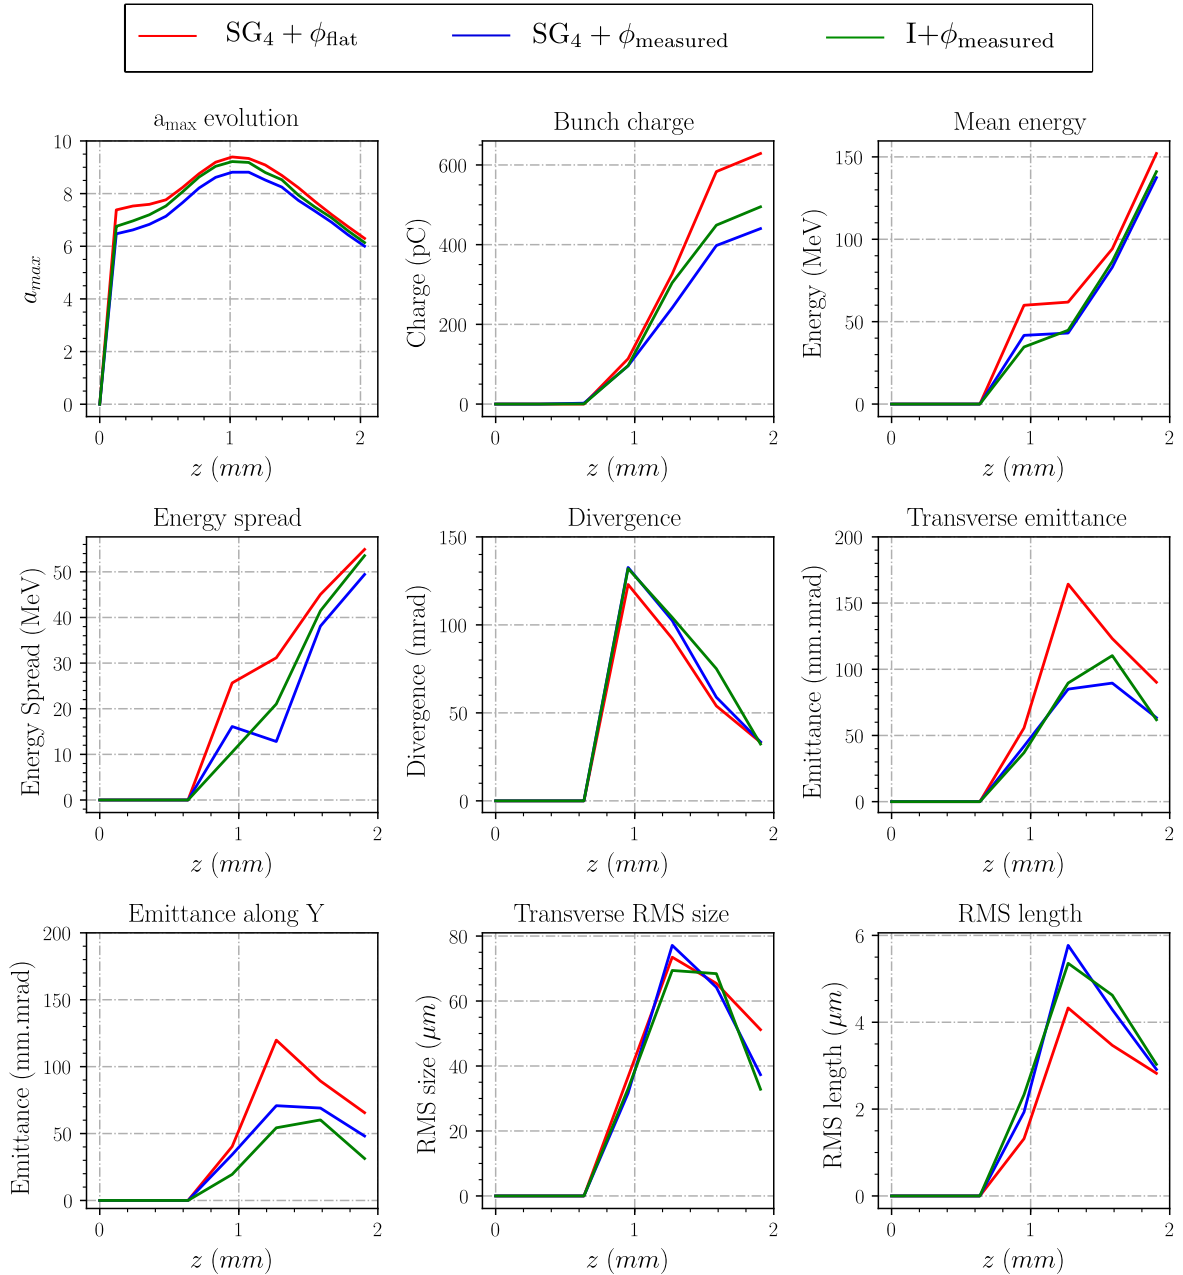 SG₄ + ϕflat SG₄ + ϕmeasured I+ϕmeasured
amax evolution
amax
10
8
6
4
2
0
0 1 2
z (mm)
Bunch charge
Charge (pC)
600
400
200
0
0 1 2
z (mm)
Mean energy
Energy (MeV)
150
100
50
0
0 1 2
z (mm)
Energy spread
Energy Spread (MeV)
50
40
30
20
10
0
0 1 2
z (mm)
Divergence
Divergence (mrad)
150
100
50
0
0 1 2
z (mm)
Transverse emittance
Emittance (mm.mrad)
200
150
100
50
0
0 1 2
z (mm)
Emittance along Y
Emittance (mm.mrad)
200
150
100
50
0
0 1 2
z (mm)
Transverse RMS size
RMS size (μm)
80
60
40
20
0
0 1 2
z (mm)
RMS length
RMS length (μm)
6
4
2
0
0 1 2
z (mm)